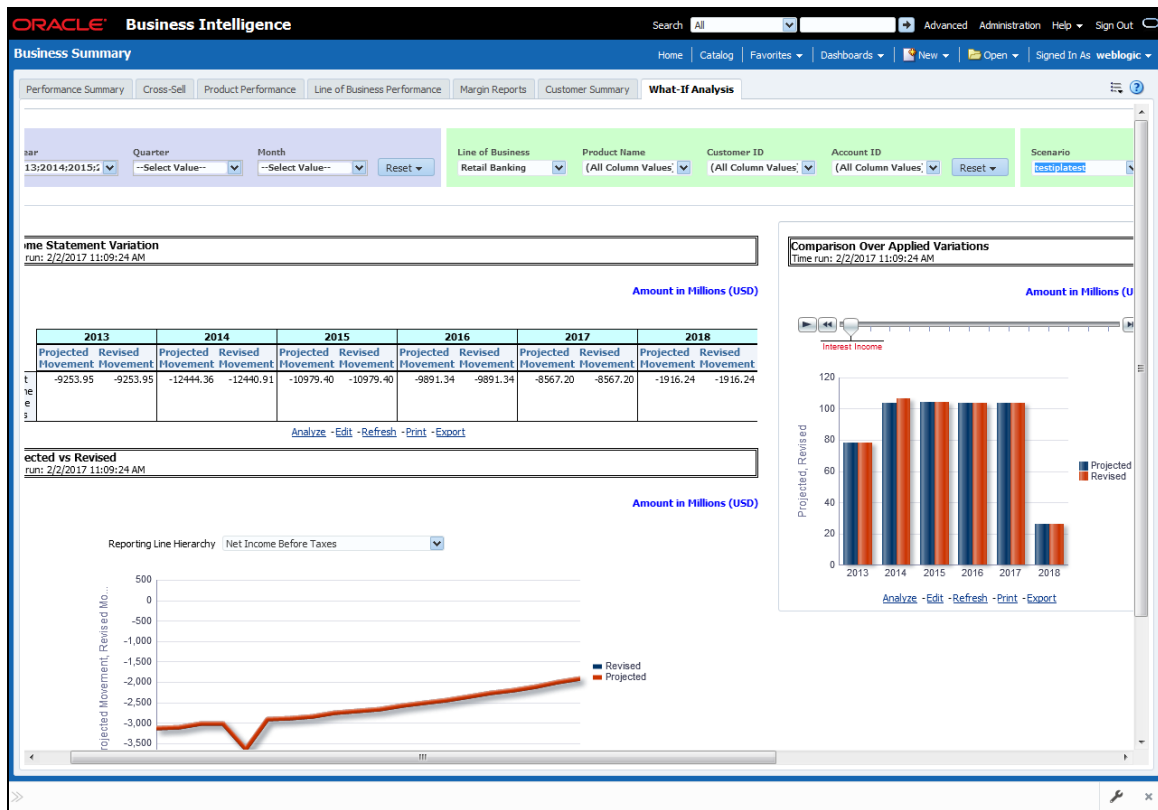 ORACLE Business Intelligence
Search All Advanced Administration Help Sign Out
Business Summary
Home Catalog Favorites Dashboards New Open Signed In As weblogic
Performance Summary Cross-Sell Product Performance Line of Business Performance Margin Reports Customer Summary What-If Analysis
ear Quarter Month Line of Business Product Name Customer ID Account ID Scenario
13;2014;2015;2 --Select Value-- --Select Value-- Reset Retail Banking (All Column Values) (All Column Values) (All Column Values) Reset testiplatest
me Statement Variation
run: 2/2/2017 11:09:24 AM
Amount in Millions (USD)
2013 2014 2015 2016 2017 2018
Projected Revised Projected Revised Projected Revised Projected Revised Projected Revised Projected Revised
Movement Movement Movement Movement Movement Movement Movement Movement Movement Movement Movement Movement
t -9253.95 -9253.95 -12444.36 -12440.91 -10979.40 -10979.40 -9891.34 -9891.34 -8567.20 -8567.20 -1916.24 -1916.24
ne
e
s
Analyze -Edit -Refresh -Print -Export
ected vs Revised
run: 2/2/2017 11:09:24 AM
Amount in Millions (USD)
Reporting Line Hierarchy Net Income Before Taxes
rojected Movement, Revised Mo...
500
0
-500
-1,000
-1,500
-2,000
-2,500
-3,000
-3,500
Revised
Projected
Comparison Over Applied Variations
Time run: 2/2/2017 11:09:24 AM
Amount in Millions (U
Interest Income
Projected, Revised
120
100
80
60
40
20
0
2013 2014 2015 2016 2017 2018
Projected
Revised
Analyze -Edit -Refresh -Print -Export